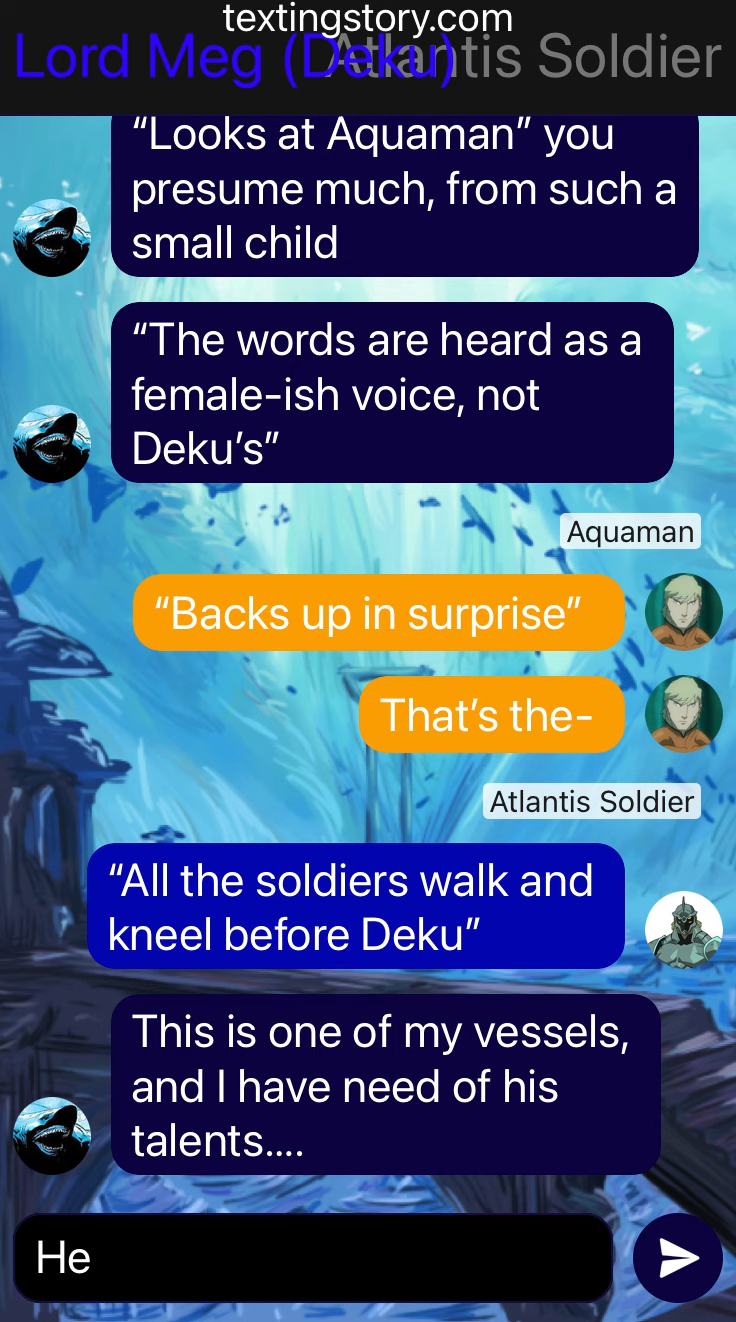 textingstory.com
Lord Meg (Deku)
Atlantis Soldier
“Looks at Aquaman” you
presume much, from such a
small child
“The words are heard as a
female-ish voice, not
Deku’s”
Aquaman
“Backs up in surprise”
That’s the-
Atlantis Soldier
“All the soldiers walk and
kneel before Deku”
This is one of my vessels,
and I have need of his
talents....
He